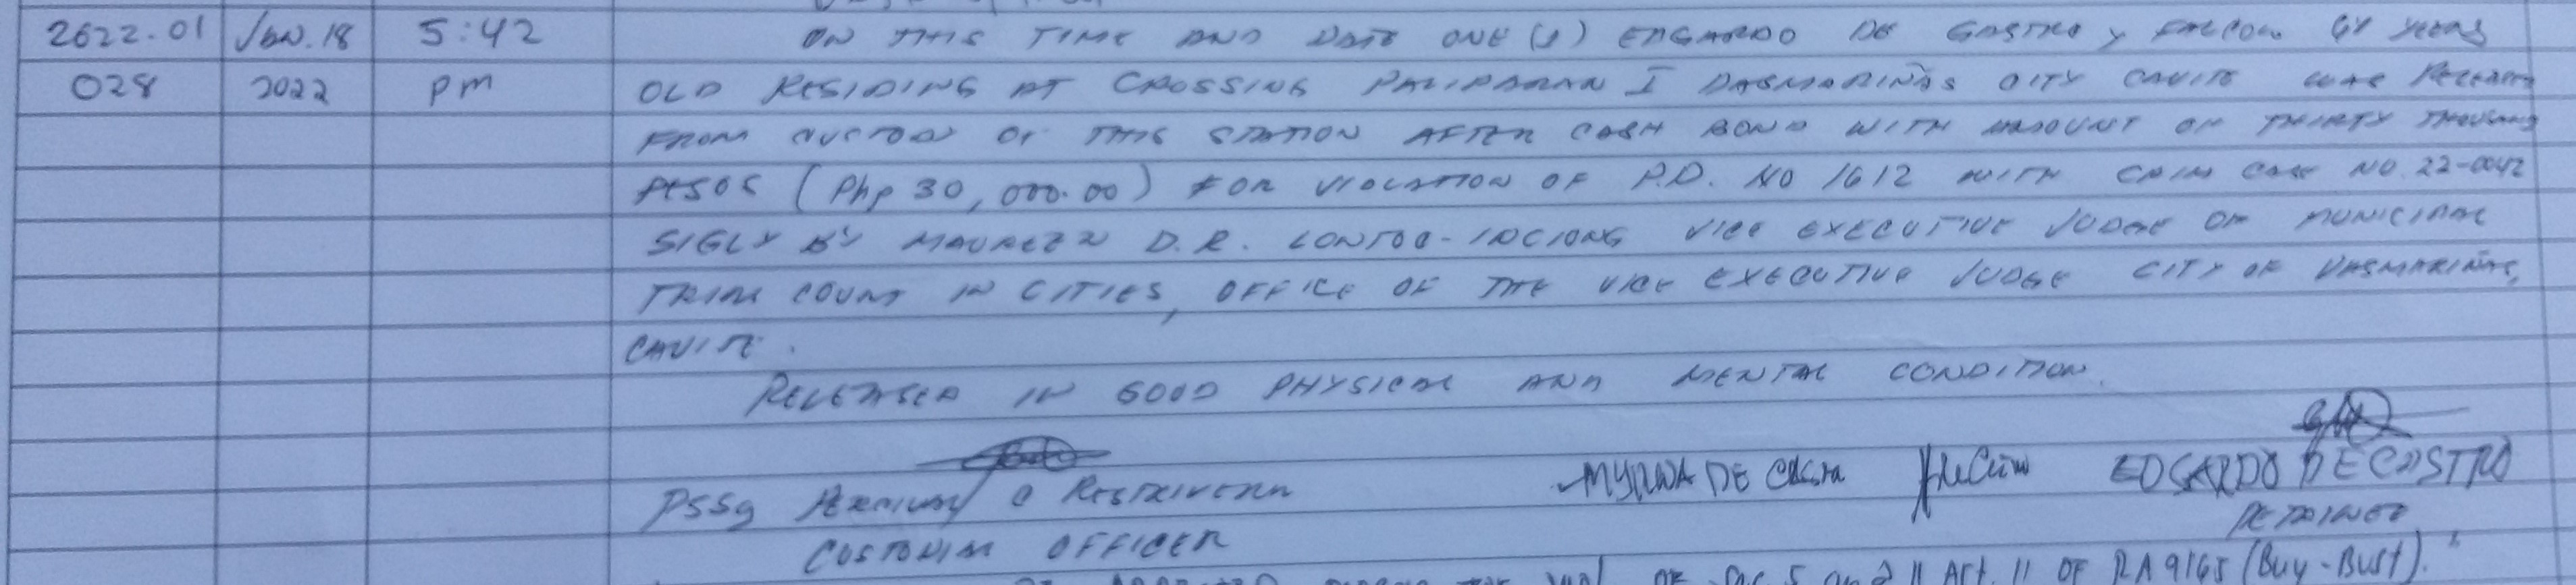 2022.01 Jan. 18 5:42 ON THIS TIME AND DATE ONE (1) EDGARDO DE CASTRO Y FALCON 64 YEARS
028 2022 pm OLD RESIDING AT CROSSING PALIPARAN I DASMARIÑAS CITY CAVITE WAS RELEASED
FROM CUSTODY OF THIS STATION AFTER CASH BOND WITH AMOUNT OF THIRTY THOUSAND
PESOS (Php 30,000.00) FOR VIOLATION OF P.D. NO 1612 WITH CRIM CASE NO. 22-0042
SIGLY BY MAUREEN D.R. LONTOC-INCIONG VICE EXECUTIVE JUDGE OF MUNICIPAL
TRIAL COURT IN CITIES, OFFICE OF THE VICE EXECUTIVE JUDGE CITY OF DASMARIÑAS,
CAVITE.
RELEASED IN GOOD PHYSICAL AND MENTAL CONDITION.
PSSg MYRNA DE CASTRO EDGARDO DE CASTRO
CUSTODIAL OFFICER DETAINEE
OF Sec 5 and 11 Art. 11 OF RA 9165 (Buy-Bust).